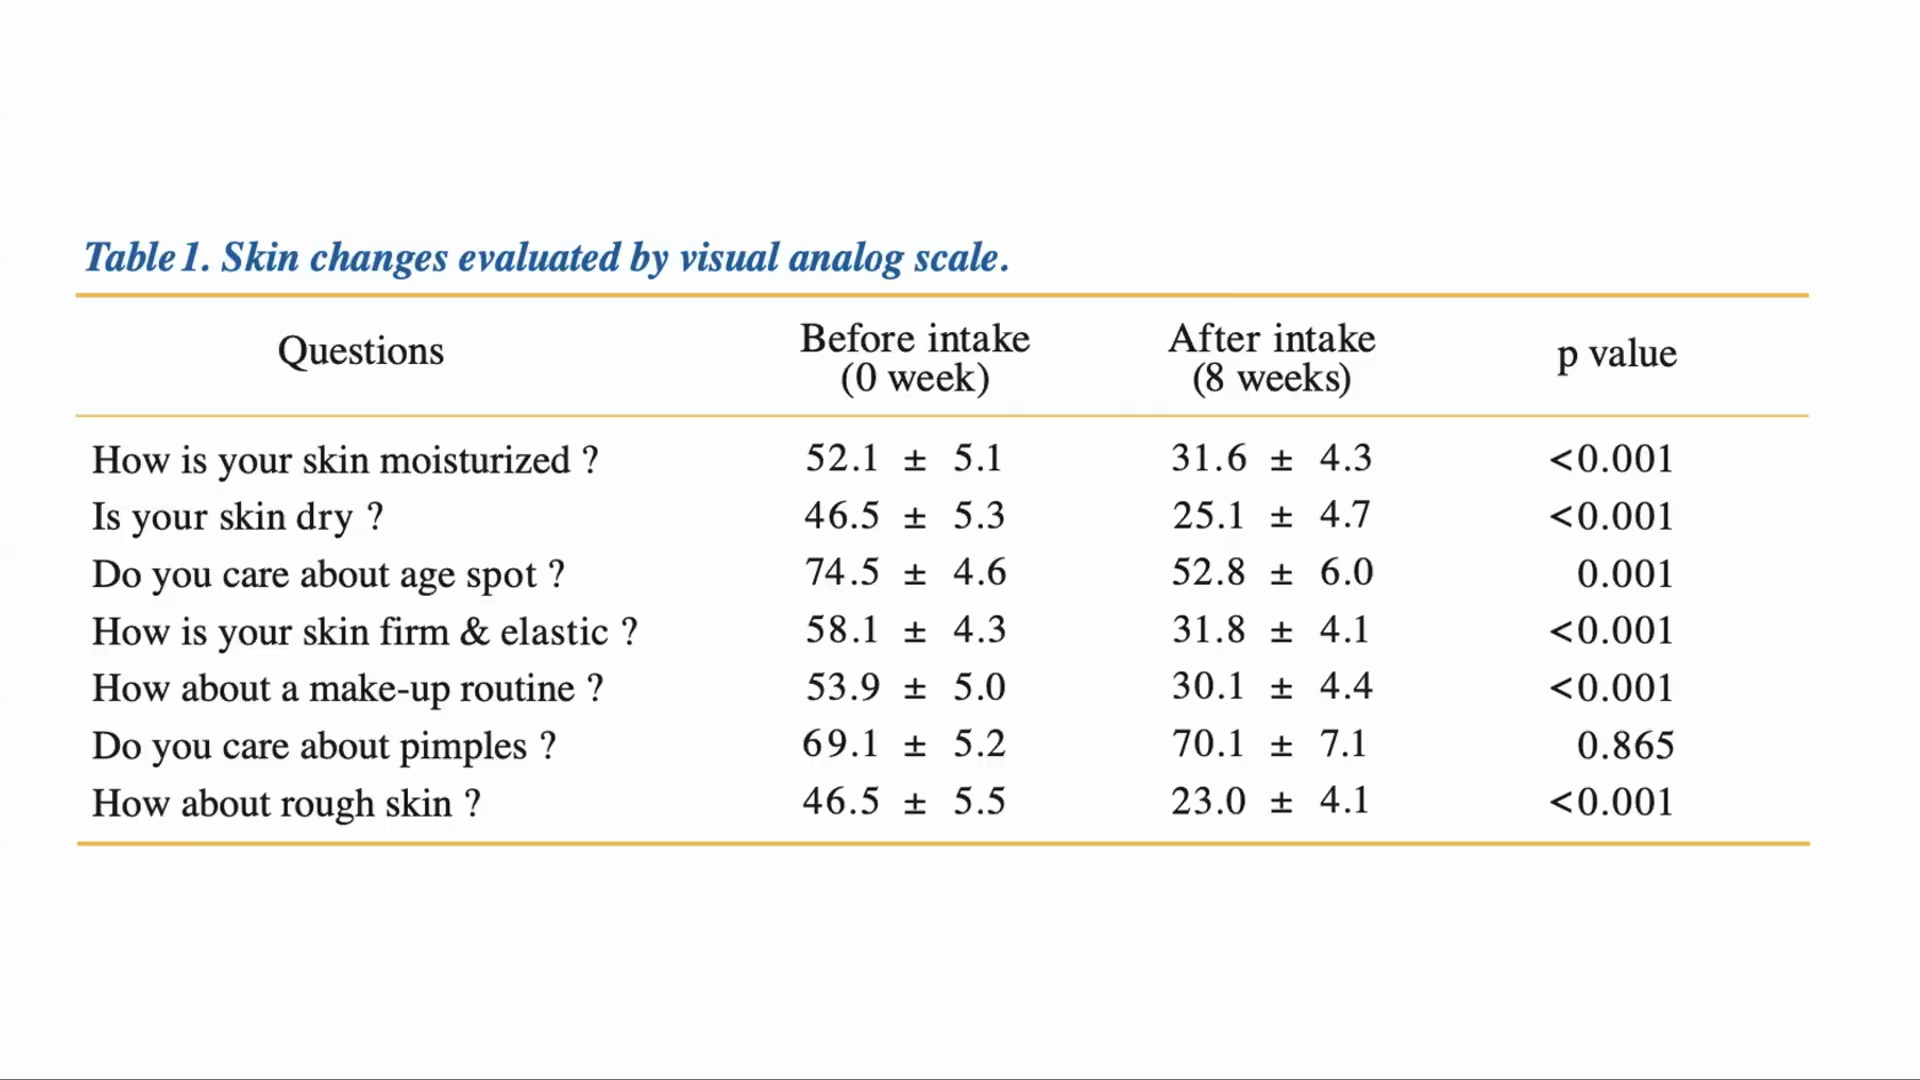 Table 1. Skin changes evaluated by visual analog scale.
Questions Before intake (0 week) After intake (8 weeks) p value
How is your skin moisturized ? 52.1 ± 5.1 31.6 ± 4.3 <0.001
Is your skin dry ? 46.5 ± 5.3 25.1 ± 4.7 <0.001
Do you care about age spot ? 74.5 ± 4.6 52.8 ± 6.0 0.001
How is your skin firm & elastic ? 58.1 ± 4.3 31.8 ± 4.1 <0.001
How about a make-up routine ? 53.9 ± 5.0 30.1 ± 4.4 <0.001
Do you care about pimples ? 69.1 ± 5.2 70.1 ± 7.1 0.865
How about rough skin ? 46.5 ± 5.5 23.0 ± 4.1 <0.001